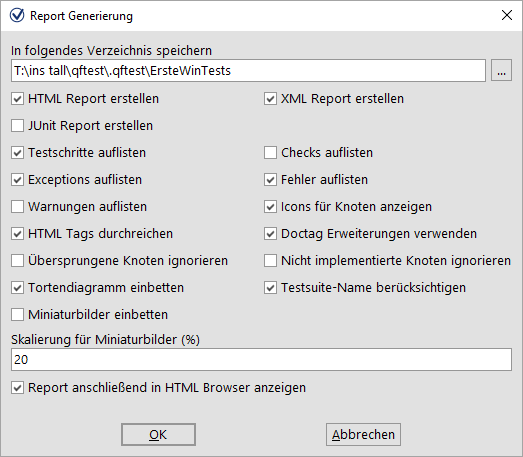 Report Generierung
In folgendes Verzeichnis speichern
T:\ins tall\qftest\.qftest\ErsteWinTests
...
HTML Report erstellen
XML Report erstellen
JUnit Report erstellen
Testschritte auflisten
Checks auflisten
Exceptions auflisten
Fehler auflisten
Warnungen auflisten
Icons für Knoten anzeigen
HTML Tags durchreichen
Doctag Erweiterungen verwenden
Übersprungene Knoten ignorieren
Nicht implementierte Knoten ignorieren
Tortendiagramm einbetten
Testsuite-Name berücksichtigen
Miniaturbilder einbetten
Skalierung für Miniaturbilder (%)
20
Report anschließend in HTML Browser anzeigen
OK
Abbrechen